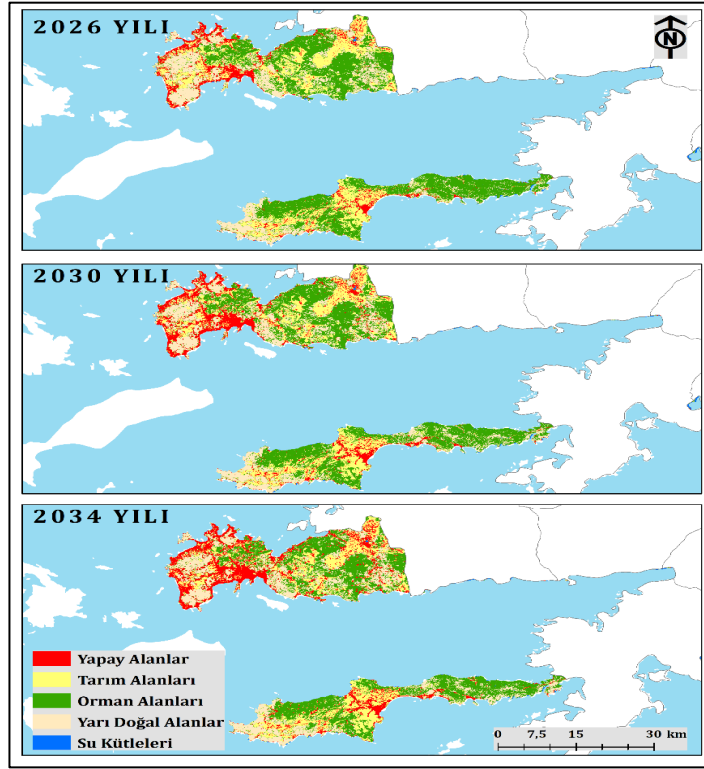 2026 YILI
N
2030 YILI
2034 YILI
Yapay Alanlar
Tarım Alanları
Orman Alanları
Yarı Doğal Alanlar
Su Kütleleri
0 7,5 15 30 km